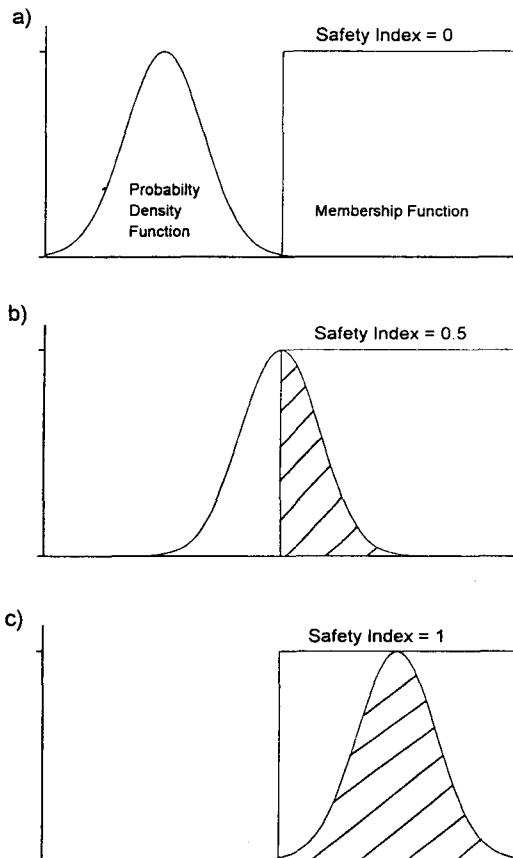 a)
Safety Index = 0
Probabilty
Density
Function
Membership Function
b)
Safety Index = 0.5
c)
Safety Index = 1